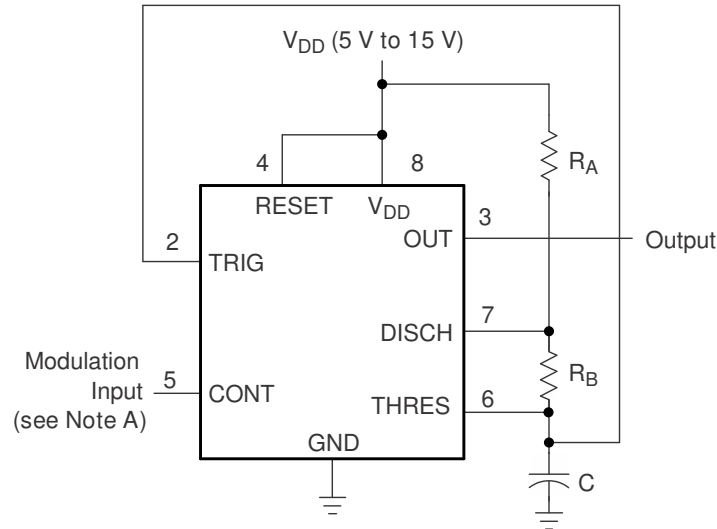 V_DD (5 V to 15 V)
4
8
R_A
RESET
V_DD
3
2
OUT
Output
TRIG
7
DISCH
Modulation
Input
(see Note A)
5
CONT
R_B
6
THRES
GND
C